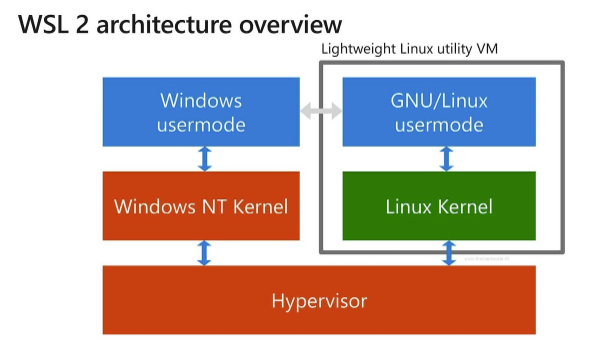 WSL 2 architecture overview
Lightweight Linux utility VM
Windows
usermode
GNU/Linux
usermode
Windows NT Kernel
Linux Kernel
Hypervisor